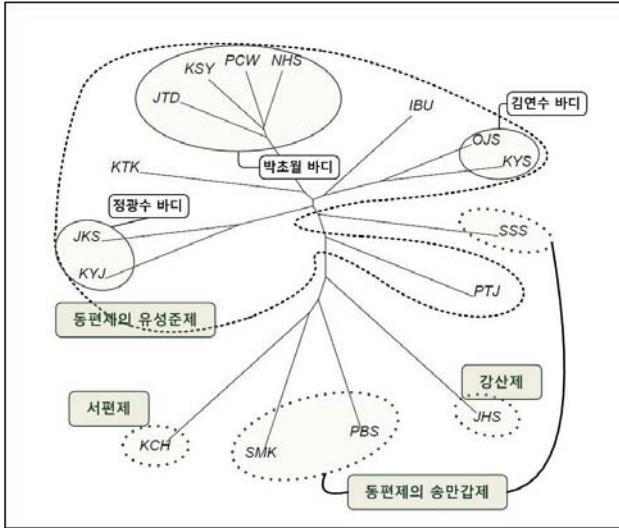 PCW
NHS
KSY
JTD
IBU
김연수 바디
OJS
KYS
박초월 바디
KTK
정광수 바디
JKS
SSS
KYJ
PTJ
동편제의 유성준제
강산제
서편제
JHS
PBS
KCH
SMK
동편제의 송만갑제